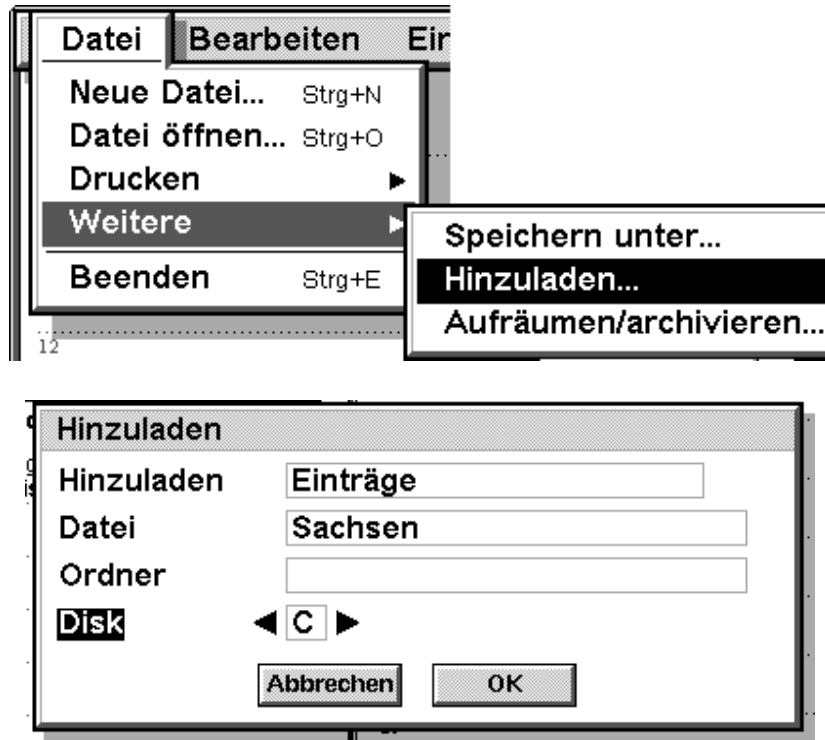 Datei Bearbeiten Ein
Neue Datei... Strg+N
Datei öffnen... Strg+O
Drucken
Weitere
Beenden Strg+E
Speichern unter...
Hinzuladen...
Aufräumen/archivieren...
12
Hinzuladen
Hinzuladen Einträge
Datei Sachsen
Ordner
Disk C
Abbrechen OK